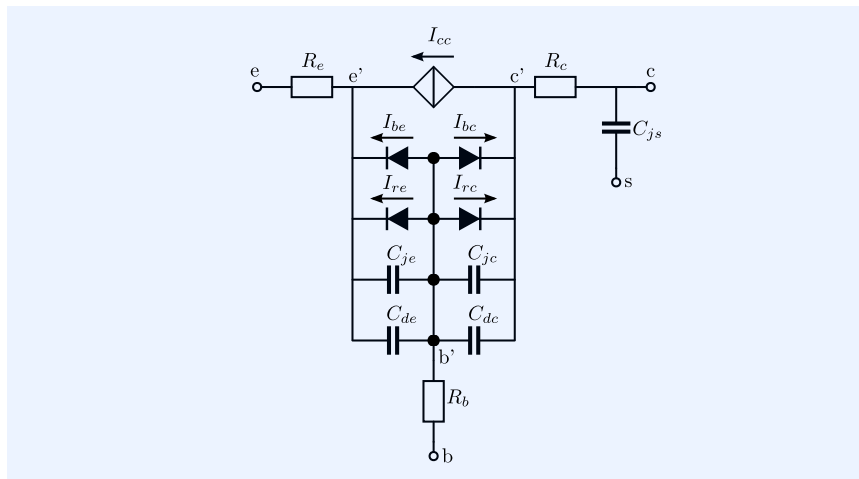 I_cc
e R_e e' c' R_c c
I_be I_bc C_js
I_re I_rc s
C_je C_jc
C_de C_dc
b'
R_b
b